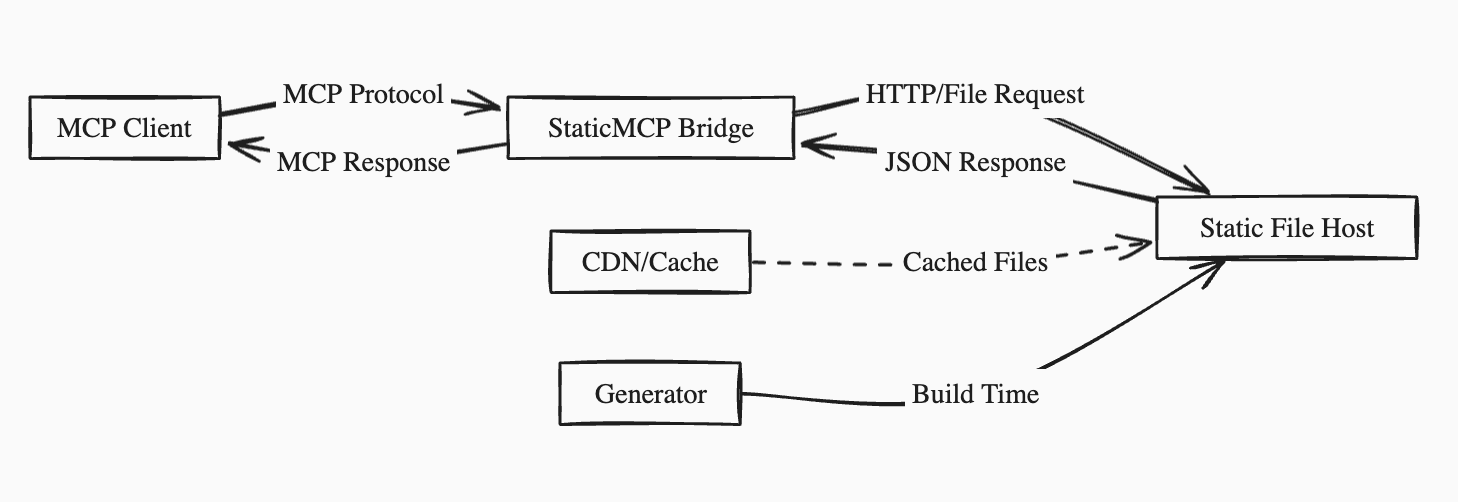 MCP Protocol
HTTP/File Request
MCP Client
StaticMCP Bridge
MCP Response
JSON Response
Static File Host
CDN/Cache
Cached Files
Generator
Build Time